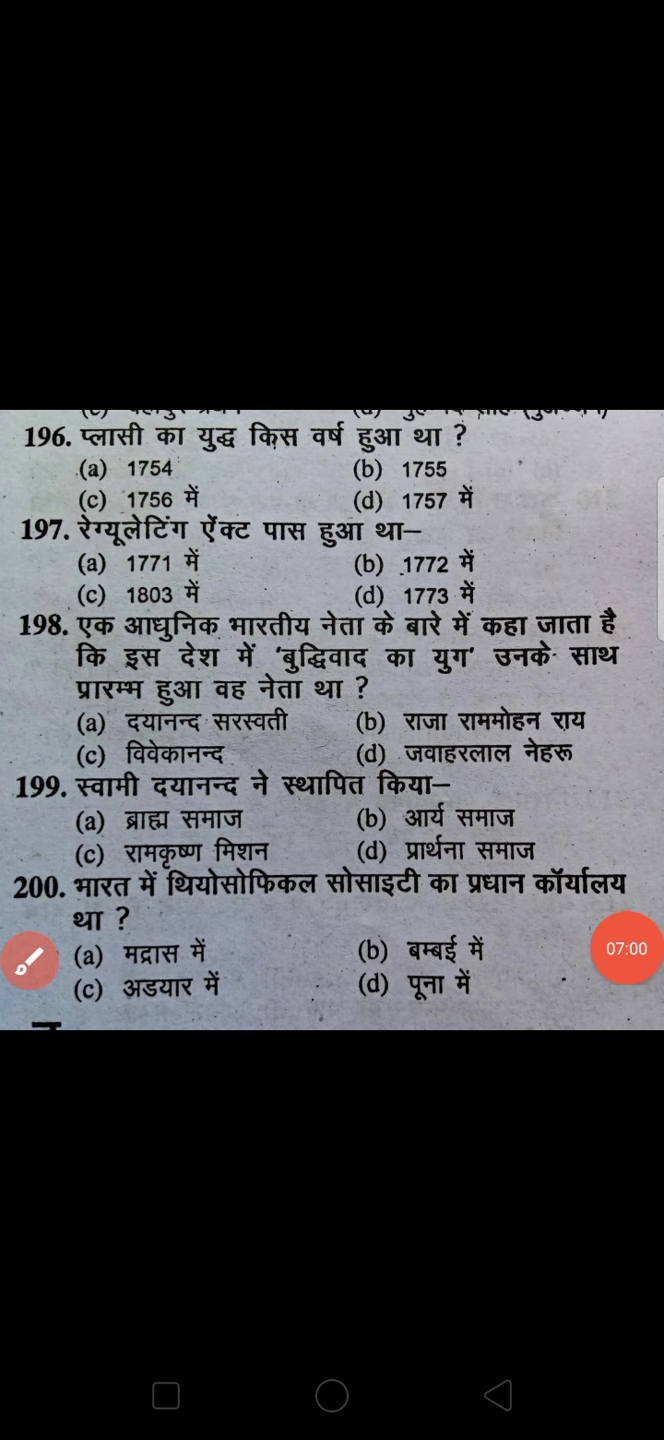 196. प्लासी का युद्ध किस वर्ष हुआ था ?
(a) 1754 (b) 1755
(c) 1756 में (d) 1757 में
197. रेग्यूलेटिंग ऐंक्ट पास हुआ था–
(a) 1771 में (b) 1772 में
(c) 1803 में (d) 1773 में
198. एक आधुनिक भारतीय नेता के बारे में कहा जाता है
कि इस देश में ‘बुद्धिवाद का युग’ उनके साथ
प्रारम्भ हुआ वह नेता था ?
(a) दयानन्द सरस्वती (b) राजा राममोहन राय
(c) विवेकानन्द (d) जवाहरलाल नेहरू
199. स्वामी दयानन्द ने स्थापित किया–
(a) ब्राह्म समाज (b) आर्य समाज
(c) रामकृष्ण मिशन (d) प्रार्थना समाज
200. भारत में थियोसोफिकल सोसाइटी का प्रधान कॉर्यालय
था ?
(a) मद्रास में (b) बम्बई में
07:00
(c) अडयार में (d) पूना में